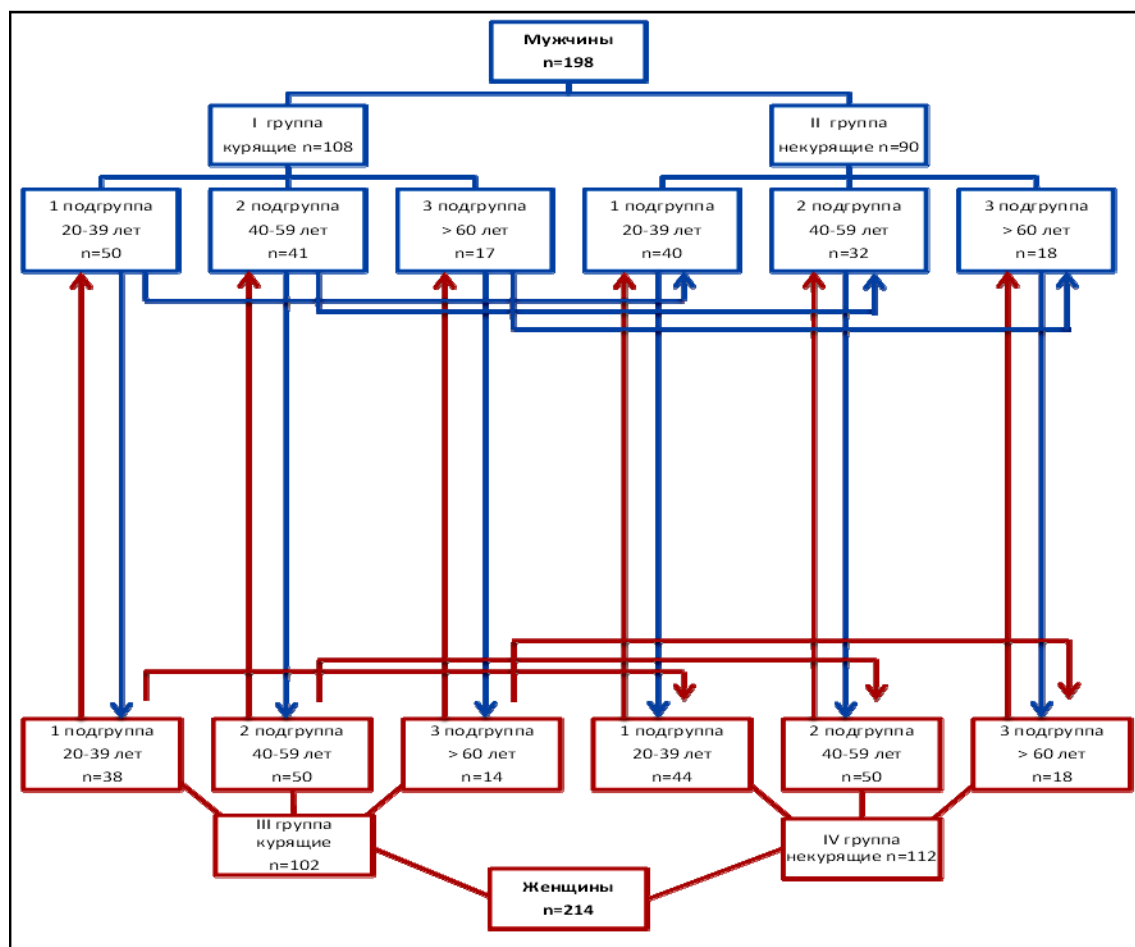 Мужчины
n=198
I группа
курящие n=108
II группа
некурящие n=90
1 подгруппа
20-39 лет
n=50
2 подгруппа
40-59 лет
n=41
3 подгруппа
> 60 лет
n=17
1 подгруппа
20-39 лет
n=40
2 подгруппа
40-59 лет
n=32
3 подгруппа
> 60 лет
n=18
1 подгруппа
20-39 лет
n=38
2 подгруппа
40-59 лет
n=50
3 подгруппа
> 60 лет
n=14
1 подгруппа
20-39 лет
n=44
2 подгруппа
40-59 лет
n=50
3 подгруппа
> 60 лет
n=18
III группа
курящие
n=102
IV группа
некурящие n=112
Женщины
n=214